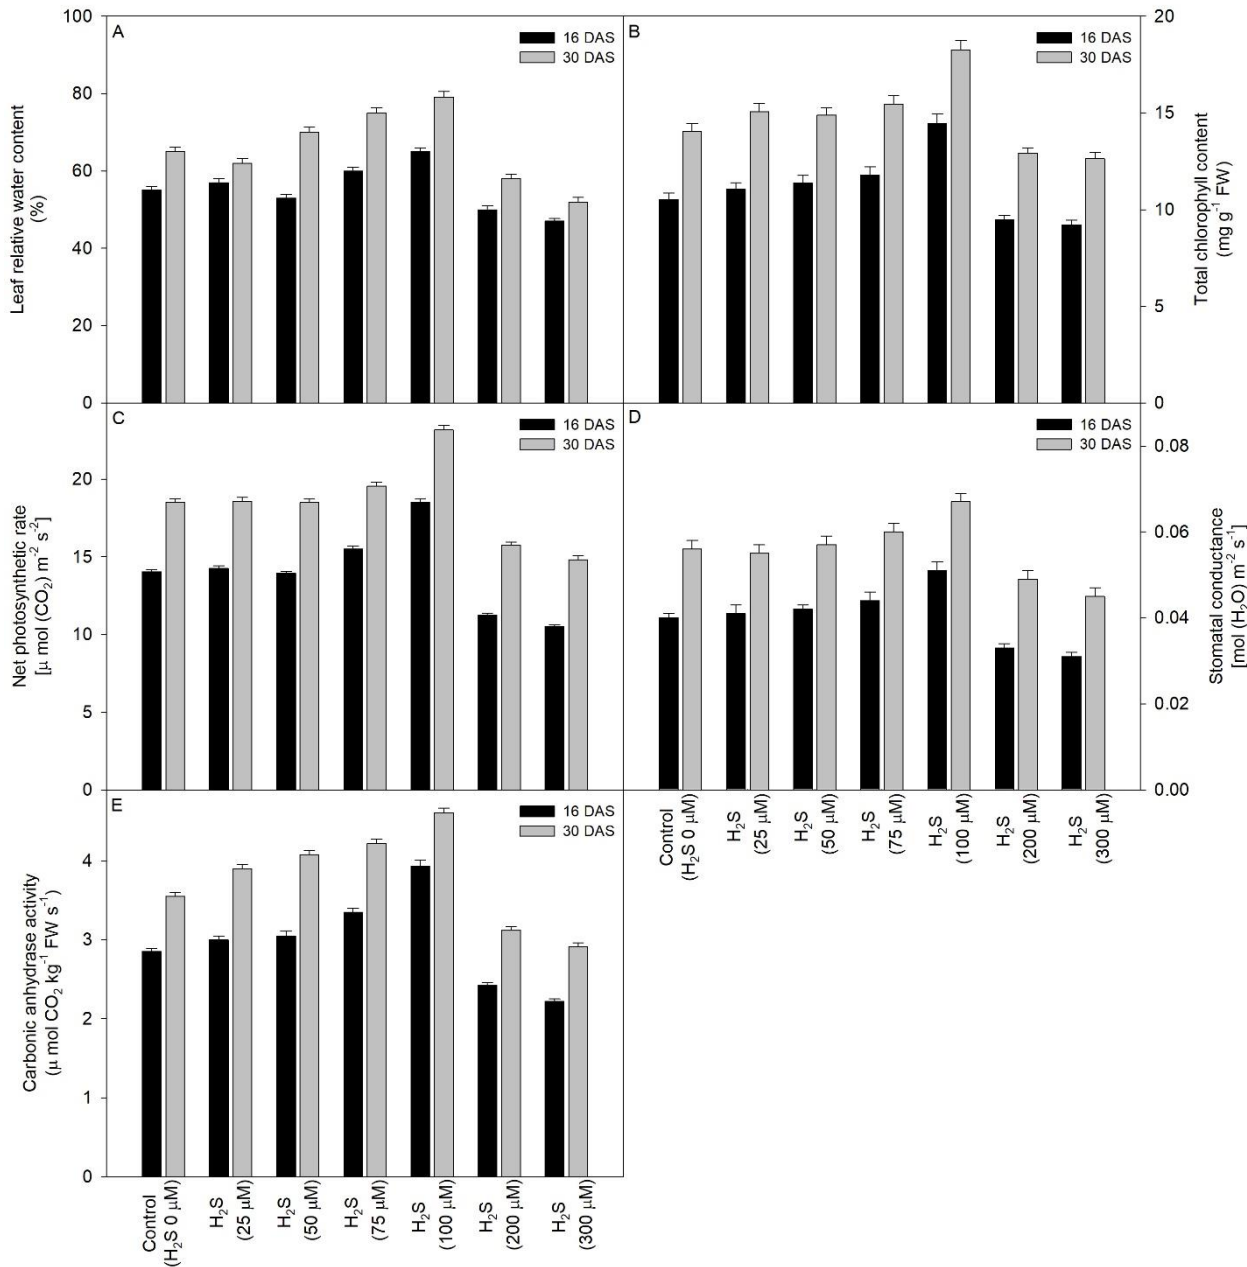 A
16 DAS
30 DAS
100
80
60
40
20
0
Leaf relative water content
(%)
B
16 DAS
30 DAS
20
15
10
5
0
Total chlorophyll content
(mg g⁻¹ FW)
C
16 DAS
30 DAS
20
15
10
5
0
Net photosynthetic rate
[μ mol (CO₂) m⁻² s⁻²]
D
16 DAS
30 DAS
0.08
0.06
0.04
0.02
0.00
Stomatal conductance
[mol (H₂O) m⁻² s⁻¹]
Control
(H₂S 0 μM)
H₂S
(25 μM)
H₂S
(50 μM)
H₂S
(75 μM)
H₂S
(100 μM)
H₂S
(200 μM)
H₂S
(300 μM)
E
16 DAS
30 DAS
4
3
2
1
0
Carbonic anhydrase activity
(μ mol CO₂ kg⁻¹ FW s⁻¹)
Control
(H₂S 0 μM)
H₂S
(25 μM)
H₂S
(50 μM)
H₂S
(75 μM)
H₂S
(100 μM)
H₂S
(200 μM)
H₂S
(300 μM)